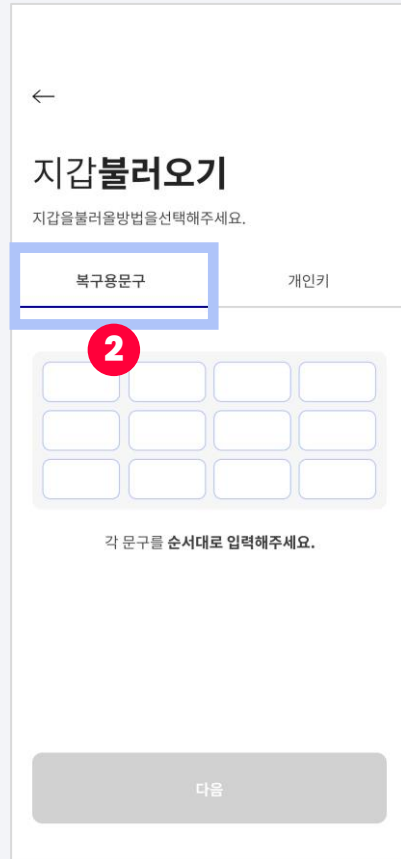 ←
지갑불러오기
지갑을불러올방법을선택해주세요.
복구용문구 개인키
2
각 문구를 순서대로 입력해주세요.
다음